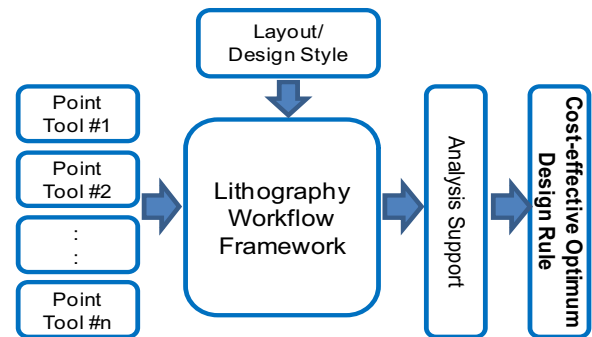 Layout/
Design Style
Point
Tool #1
Point
Tool #2
:
:
Point
Tool #n
Lithography
Workflow
Framework
Analysis Support
Cost-effective Optimum
Design Rule